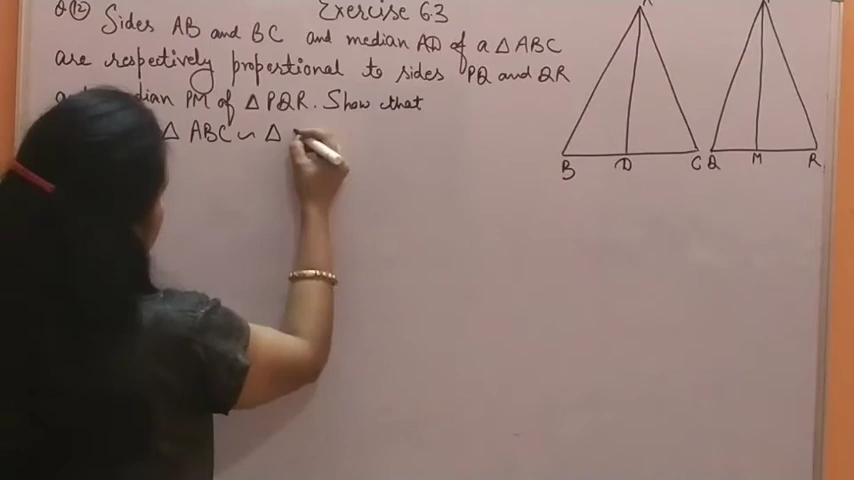 Q ⑫ Exercise 6.3
Sides AB and BC and median AD of a △ ABC
are respectively proportional to sides PQ and QR
median PM of △ PQR. Show that
△ ABC ~ △
B D C Q M R